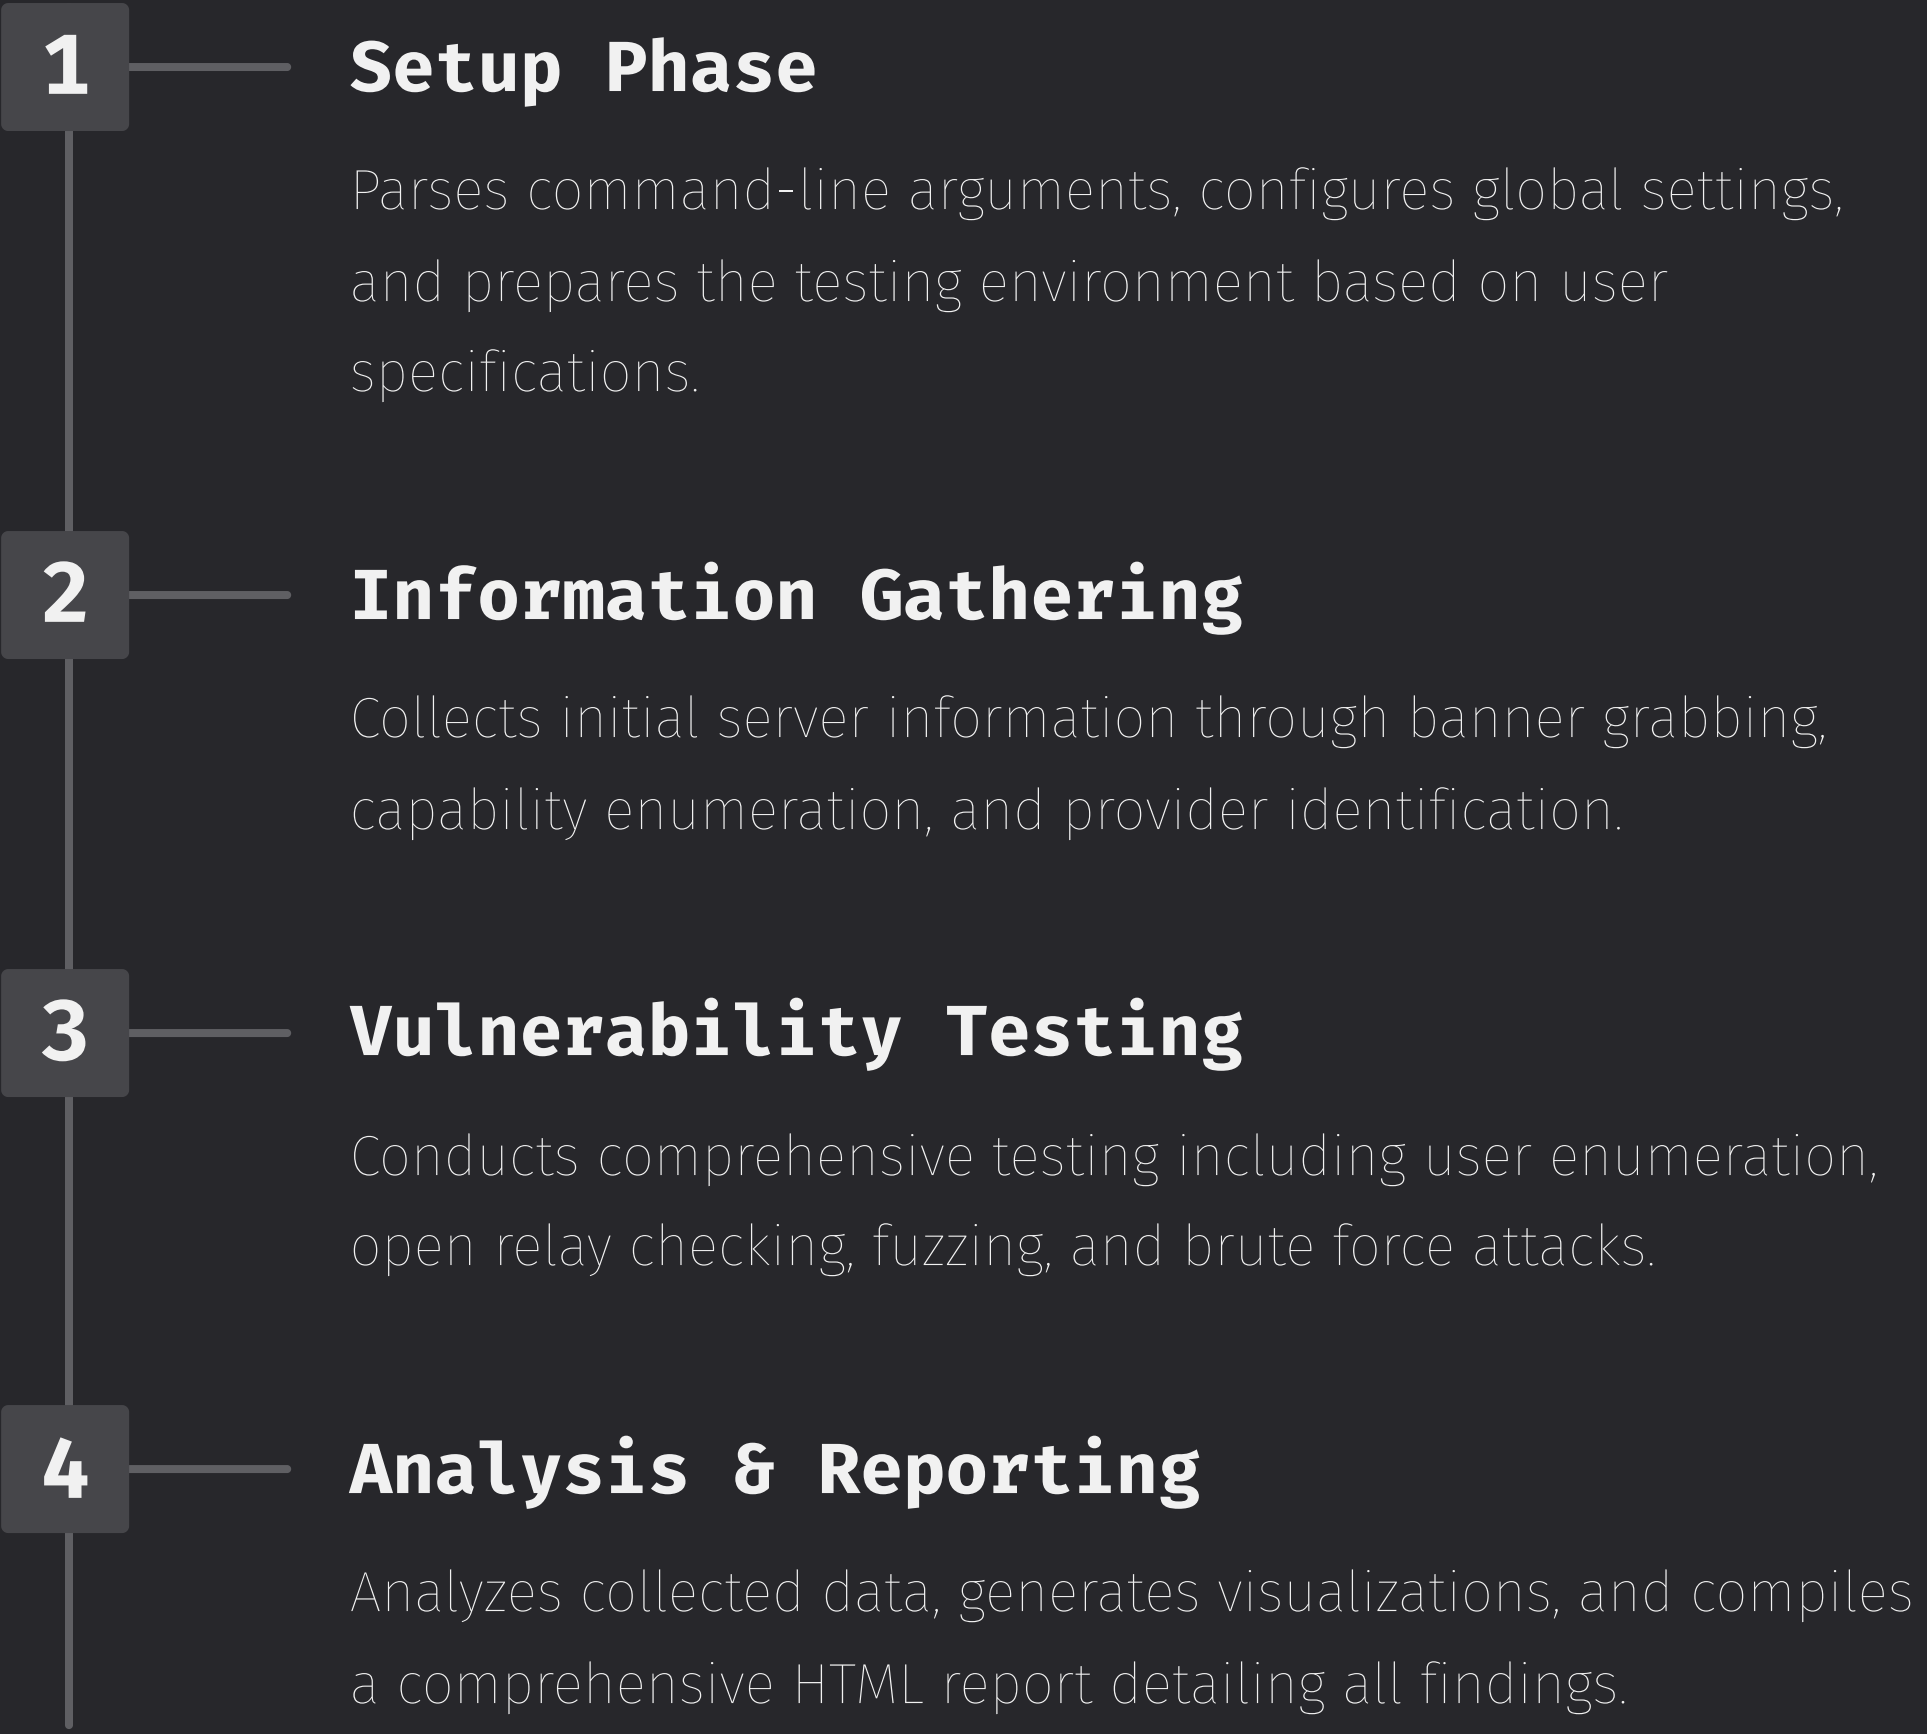 1
Setup Phase
Parses command-line arguments, configures global settings,
and prepares the testing environment based on user
specifications.
2
Information Gathering
Collects initial server information through banner grabbing,
capability enumeration, and provider identification.
3
Vulnerability Testing
Conducts comprehensive testing including user enumeration,
open relay checking, fuzzing, and brute force attacks.
4
Analysis & Reporting
Analyzes collected data, generates visualizations, and compiles
a comprehensive HTML report detailing all findings.